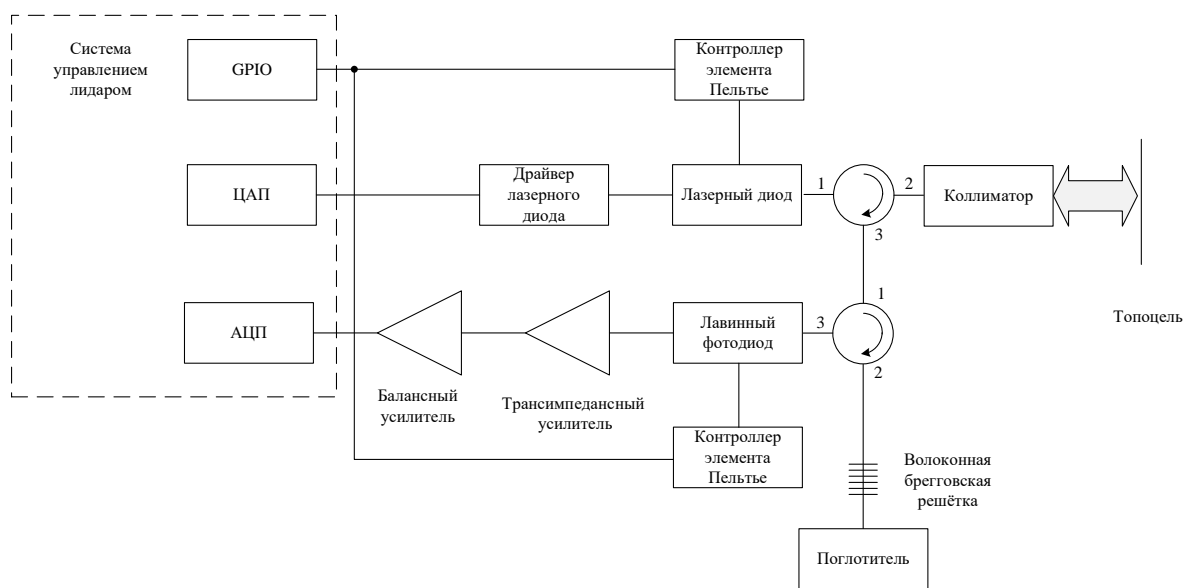 Система
управлением
лидаром
GPIO
Контроллер
элемента
Пельтье
ЦАП
Драйвер
лазерного
диода
Лазерный диод
1
2
3
Коллиматор
Топоцель
АЦП
Балансный
усилитель
Трансимпедансный
усилитель
Лавинный
фотодиод
3
1
2
Контроллер
элемента
Пельтье
Волоконная
брегговская
решётка
Поглотитель